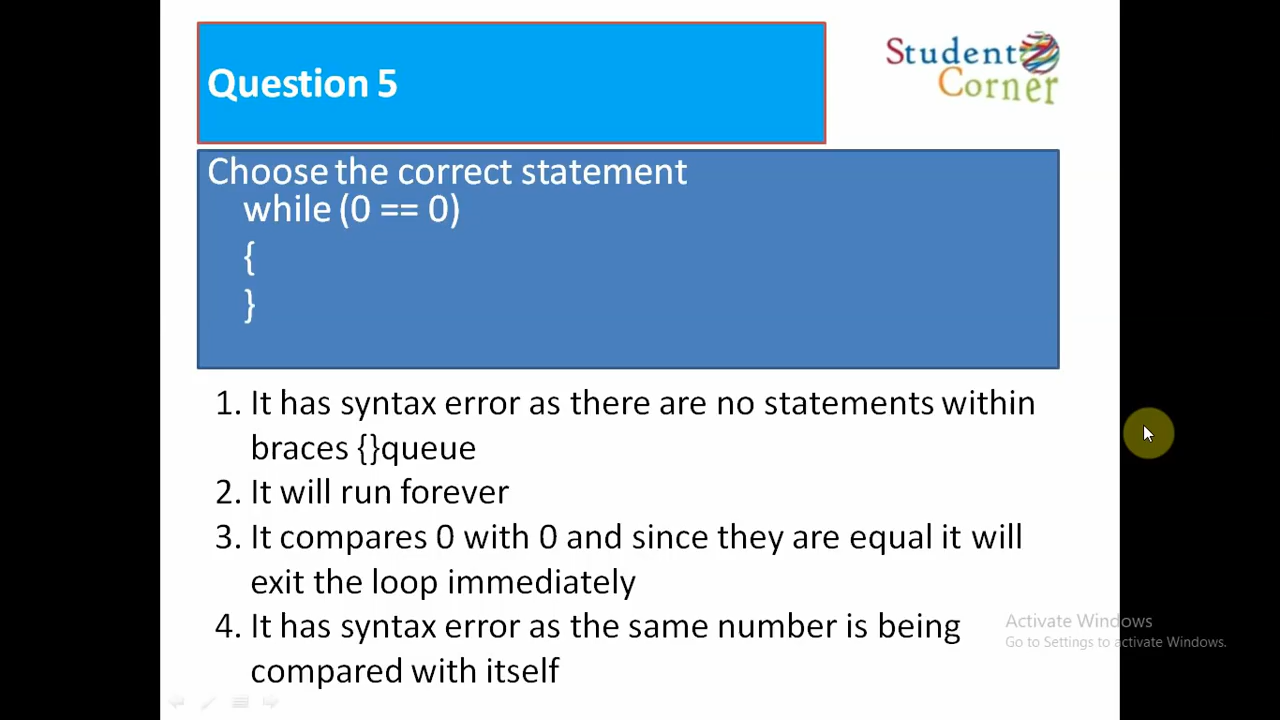 Question 5
Student
Corner
Choose the correct statement
while (0 == 0)
{
}
1. It has syntax error as there are no statements within
braces {}queue
2. It will run forever
3. It compares 0 with 0 and since they are equal it will
exit the loop immediately
4. It has syntax error as the same number is being
compared with itself
Activate Windows
Go to Settings to activate Windows.